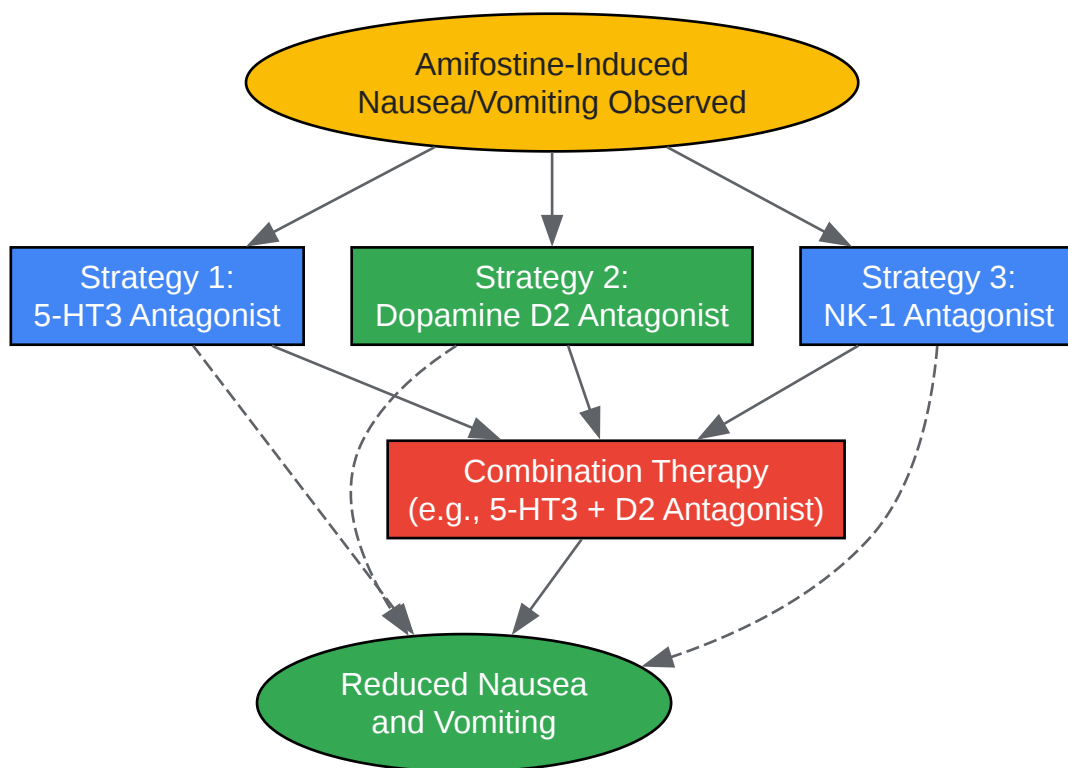 Amifostine-Induced
Nausea/Vomiting Observed
Strategy 1:
5-HT3 Antagonist
Strategy 2:
Dopamine D2 Antagonist
Strategy 3:
NK-1 Antagonist
Combination Therapy
(e.g., 5-HT3 + D2 Antagonist)
Reduced Nausea
and Vomiting